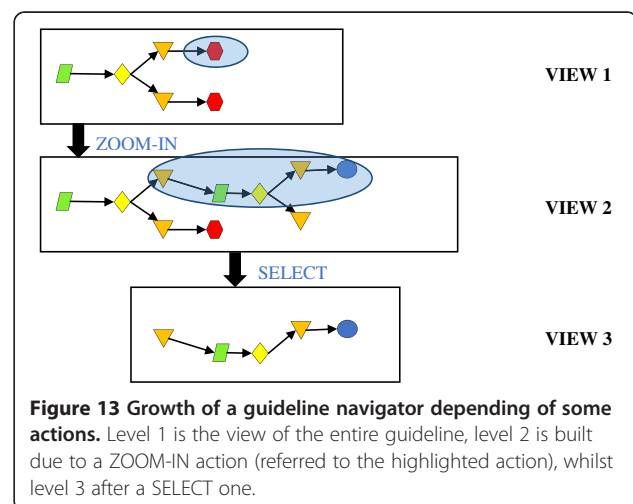 VIEW 1
ZOOM-IN
VIEW 2
SELECT
VIEW 3
Figure 13 Growth of a guideline navigator depending of some
actions. Level 1 is the view of the entire guideline, level 2 is built
due to a ZOOM-IN action (referred to the highlighted action), whilst
level 3 after a SELECT one.